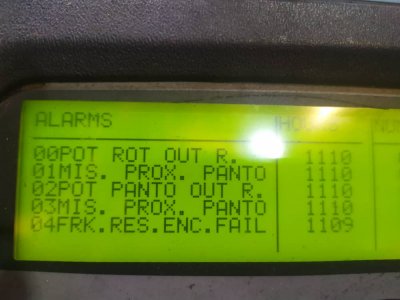 ALARMS
00POT ROT OUT R. 1110
01MIS. PROX. PANTO 1110
02POT PANTO OUT R. 1110
03MIS. PROX. PANTO 1110
04FRK.RES.ENC.FAIL 1109